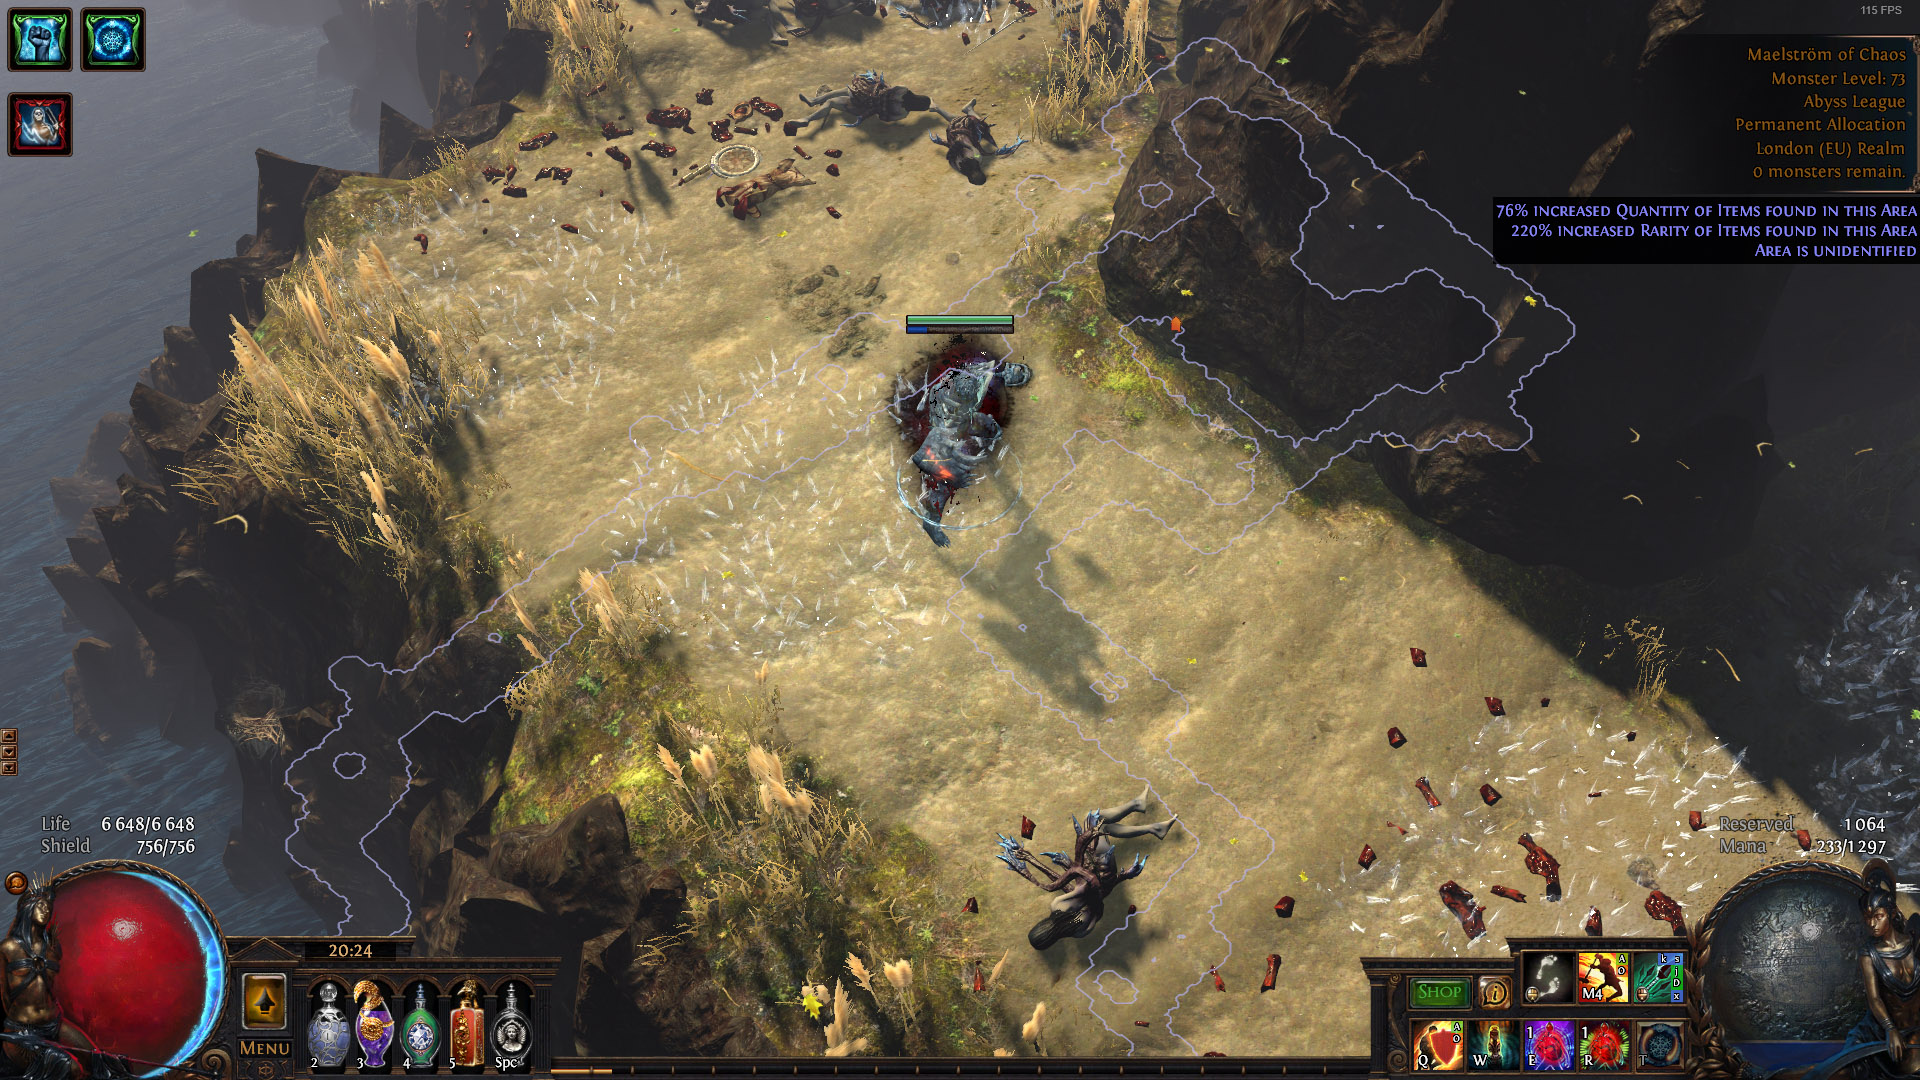 115 FPS
Maelström of Chaos
Monster Level: 73
Abyss League
Permanent Allocation
London (EU) Realm
0 monsters remain.
76% increased Quantity of Items found in this Area
220% increased Rarity of Items found in this Area
Area is unidentified
Life 6 648/6 648
Shield 756/756
Reserved 1 064
Mana 233/1 297
20:24
Menu
2
3
4
5
Spc
Shop
M4
A
O
k s
j
D
x
Q
A
O
W
1
E
1
R
T